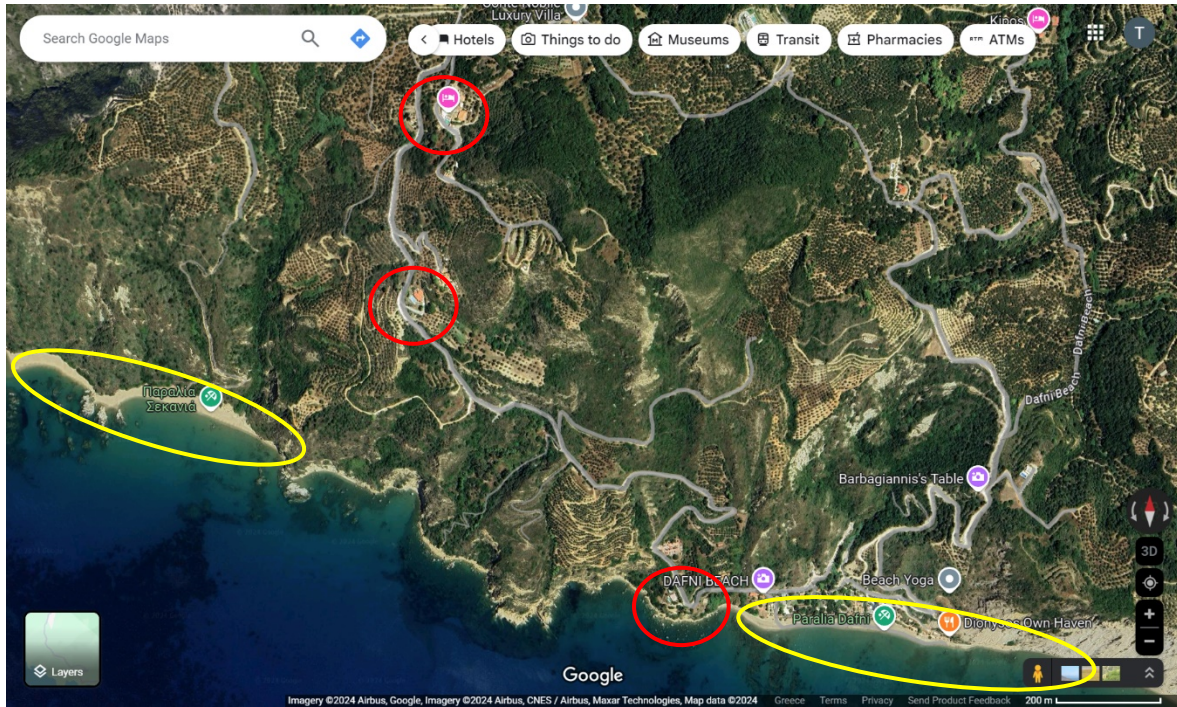 Luxury Villa
Search Google Maps
Hotels
Things to do
Museums
Transit
Pharmacies
ATMs
T
Παραλία
Σεκανιά
Dafni Beach
Dafni Beach
Dafni Beach
Barbagiannis's Table
3D
DAFNI BEACH
Beach Yoga
Paralia Dafni
Dionysos Own Haven
Layers
Google
Imagery ©2024 Airbus, Google, Imagery ©2024 Airbus, CNES / Airbus, Maxar Technologies, Map data ©2024 Greece Terms Privacy Send Product Feedback 200 m